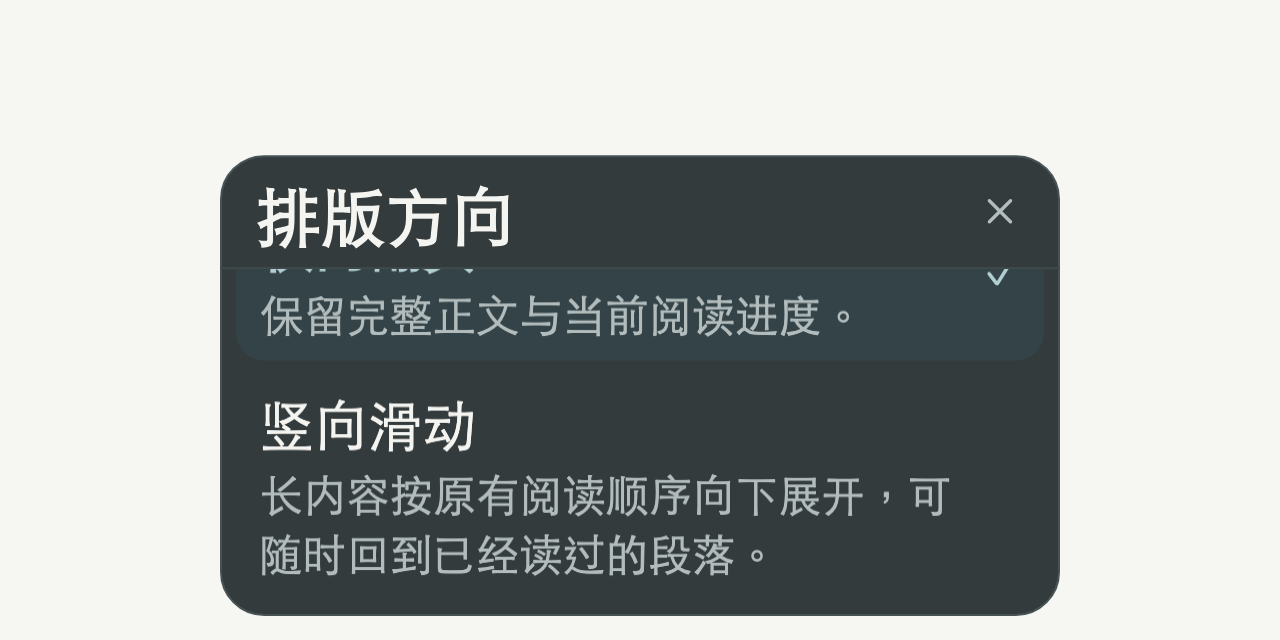 排版方向
保留完整正文与当前阅读进度。
竖向滑动
长内容按原有阅读顺序向下展开，可
随时回到已经读过的段落。